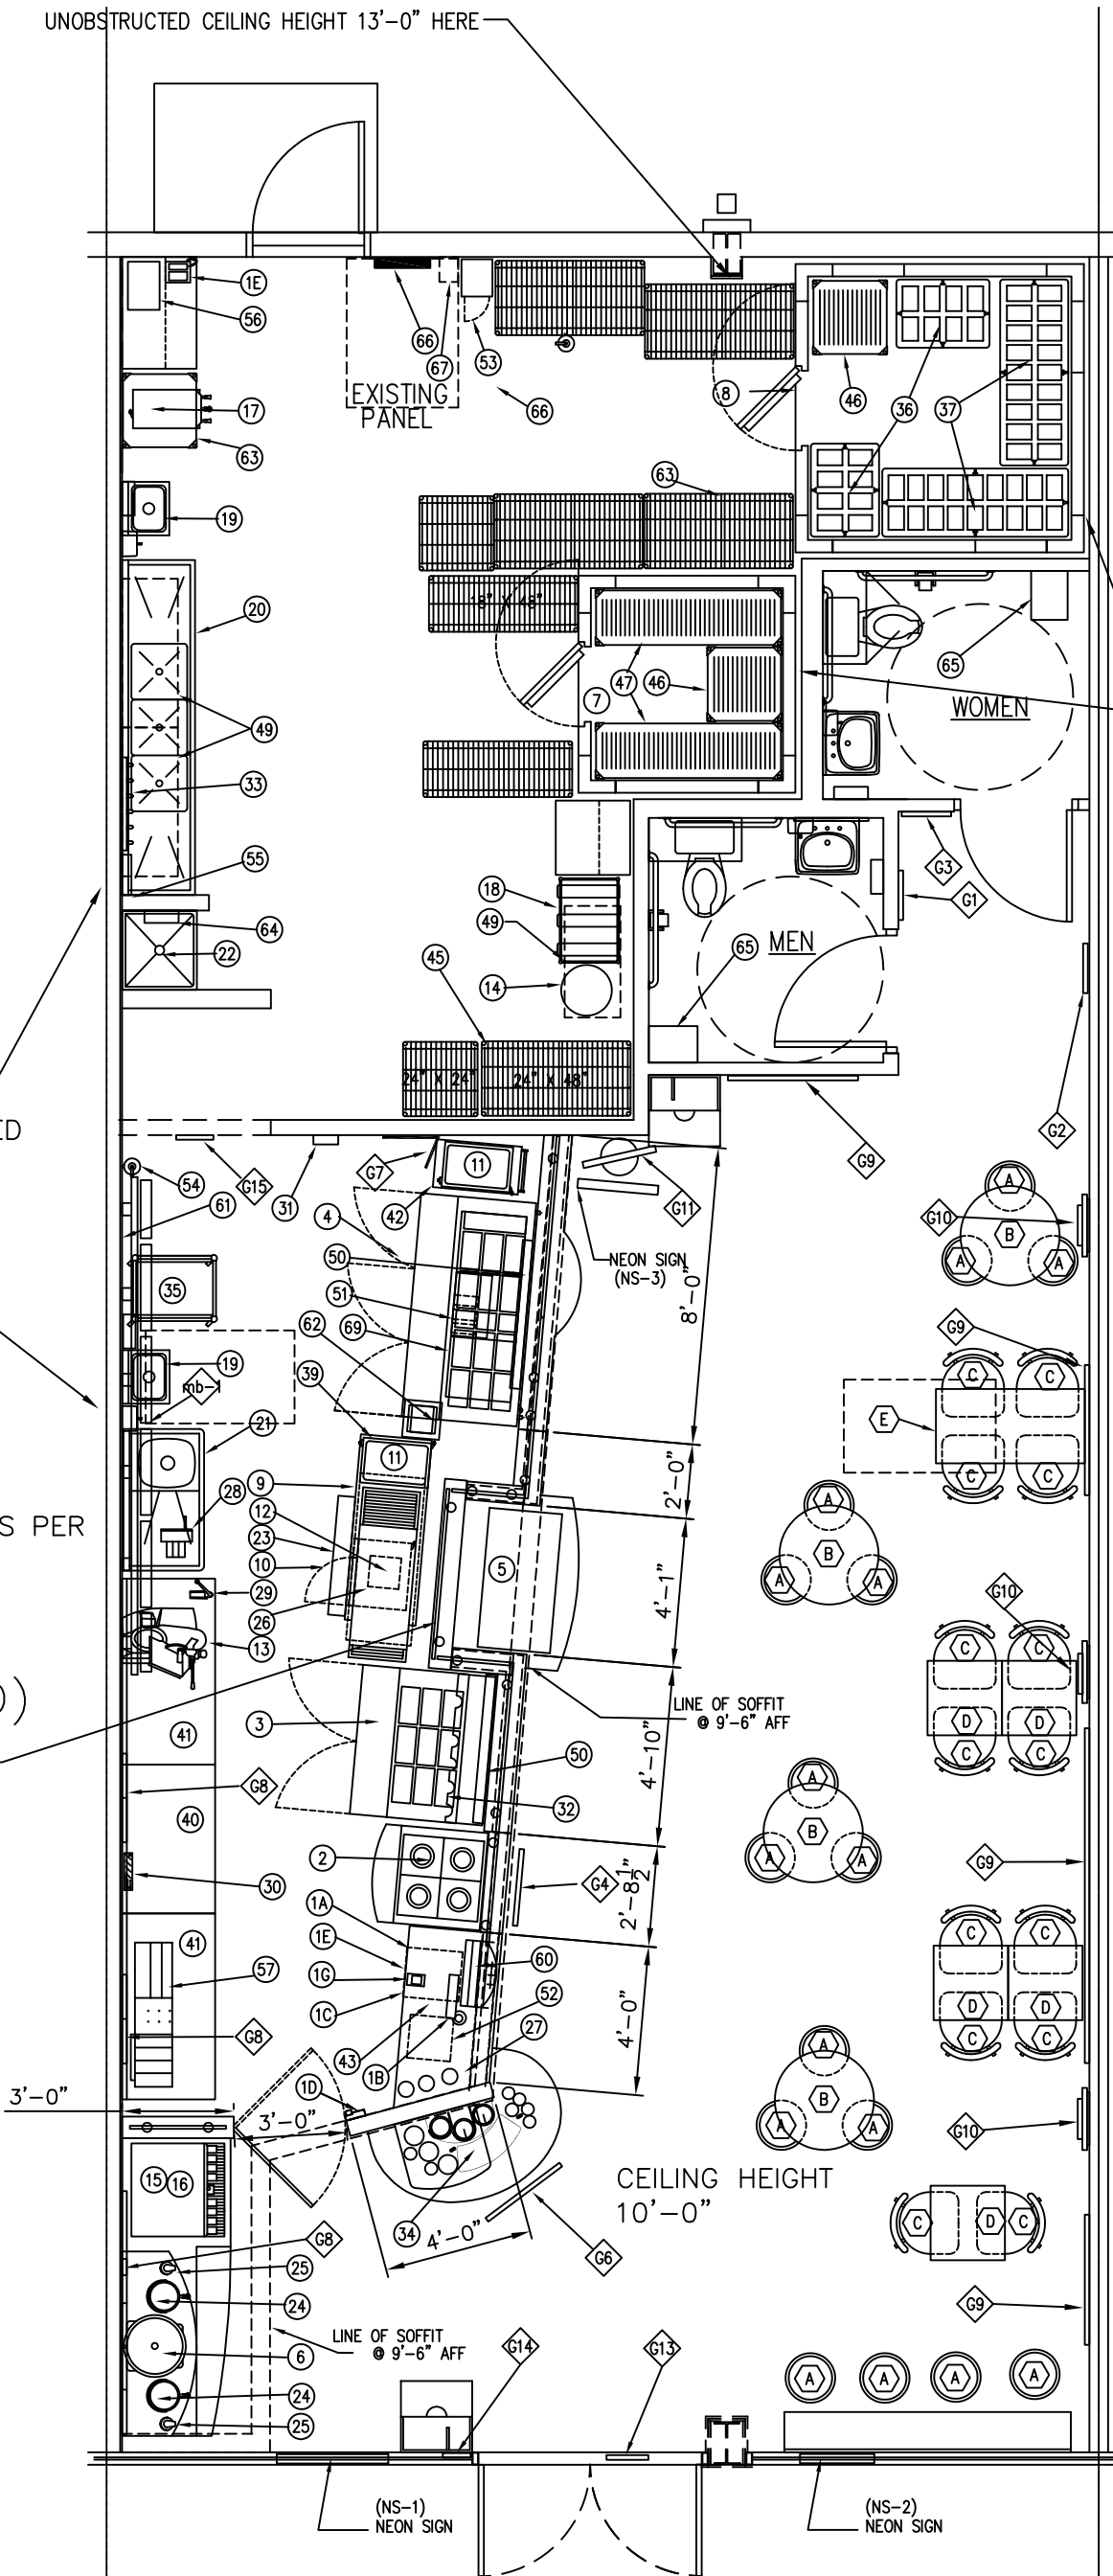 UNOBSTRUCTED CEILING HEIGHT 13'-0" HERE
1E
56
66
67
53
EXISTING
PANEL
66
8
46
36
37
17
63
63
19
18" X 48"
20
65
47
46
7
WOMEN
49
33
55
G3
18
G1
64
49
65
MEN
22
45
14
24" X 24"
24" X 48"
ED
G2
G15
31
G7
11
G9
54
61
4
42
G11
A
G10
B
A
A
50
NEON SIGN
(NS-3)
8'-0"
35
51
62
69
G9
19
mb-1
39
C
C
21
11
E
C
C
9
2'-0"
28
12
A
S PER
23
5
B
10
4'-1"
A
A
29
26
G10
13
C
C
LINE OF SOFFIT
@ 9'-6" AFF
3
D
D
41
50
4'-10"
C
C
G8
A
32
40
B
2
G4
A
A
G9
30
2'-8 1/2"
1A
41
1E
60
C
C
57
1G
52
1C
27
D
D
G8
4'-0"
C
C
43
1B
A
3'-0"
1D
B
3'-0"
A
A
G10
15
16
CEILING HEIGHT
10'-0"
34
4'-0"
C
D
C
G8
G6
25
24
G9
LINE OF SOFFIT
@ 9'-6" AFF
6
G14
G13
24
A
A
A
A
25
(NS-1)
NEON SIGN
(NS-2)
NEON SIGN